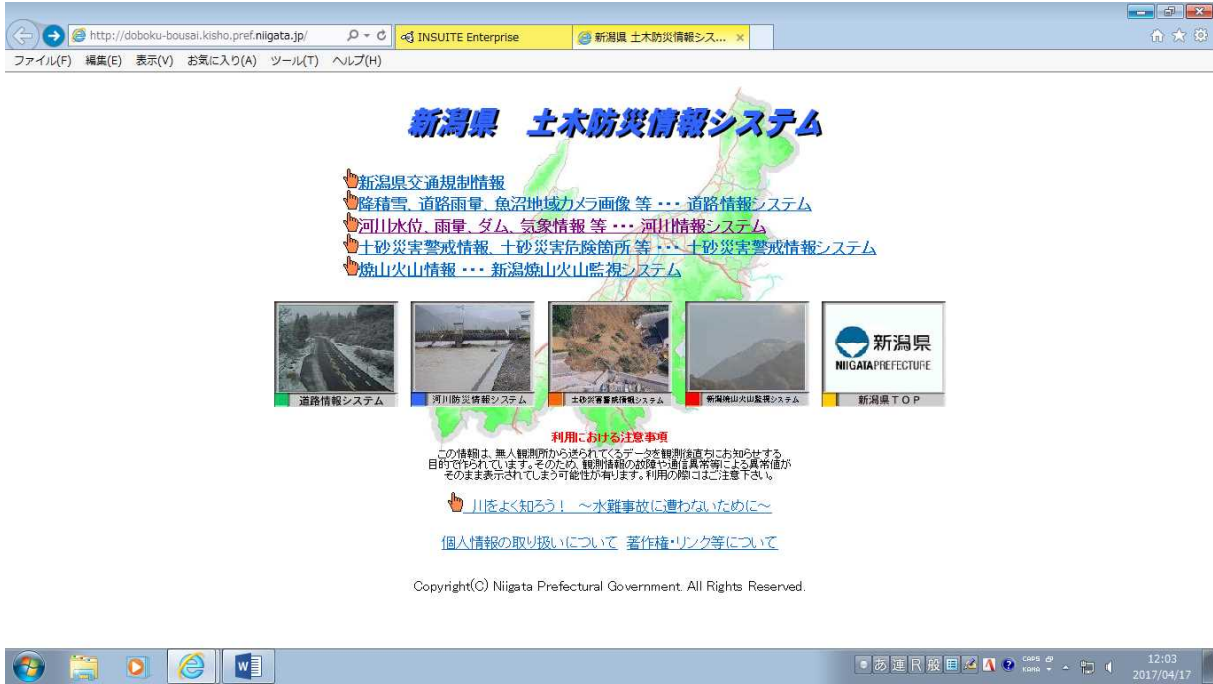 http://doboku-bousai.kisho.pref.niigata.jp/
INSUITE Enterprise
新潟県 土木防災情報シス...
ファイル(F) 編集(E) 表示(V) お気に入り(A) ツール(T) ヘルプ(H)
新潟県 土木防災情報システム
新潟県交通規制情報
降積雪、道路雨量、魚沼地域カメラ画像 等 ・・・ 道路情報システム
河川水位、雨量、ダム、気象情報 等 ・・・ 河川情報システム
土砂災害警戒情報、土砂災害危険箇所 等 ・・・ 土砂災害警戒情報システム
焼山火山情報 ・・・ 新潟焼山火山監視システム
新潟県
NIIGATA PREFECTURE
道路情報システム
河川防災情報システム
土砂災害警戒情報システム
新潟焼山火山監視システム
新潟県TOP
利用における注意事項
この情報は、無人観測所から送られてくるデータを観測後直ちにお知らせする
目的で作られています。そのため、観測情報の故障や通信異常等による異常値が
そのまま表示されてしまう可能性が有ります。利用の際にはご注意下さい。
川をよく知ろう! ～水難事故に遭わないために～
個人情報の取り扱いについて 著作権・リンク等について
Copyright(C) Niigata Prefectural Government. All Rights Reserved.
あ 連 R 般
CAPS
KANA
12:03
2017/04/17